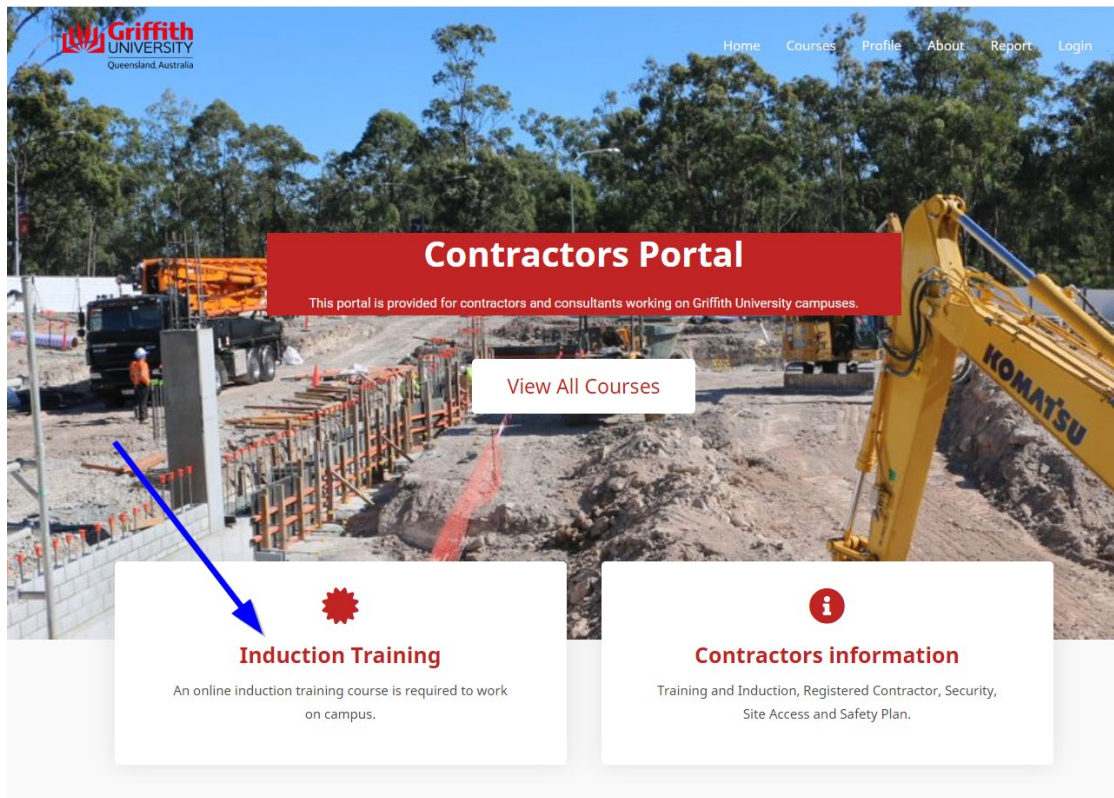 Griffith
UNIVERSITY
Queensland, Australia
Home Courses Profile About Report Login
Contractors Portal
This portal is provided for contractors and consultants working on Griffith University campuses.
View All Courses
KOMATSU
Induction Training
An online induction training course is required to work
on campus.
Contractors information
Training and Induction, Registered Contractor, Security,
Site Access and Safety Plan.